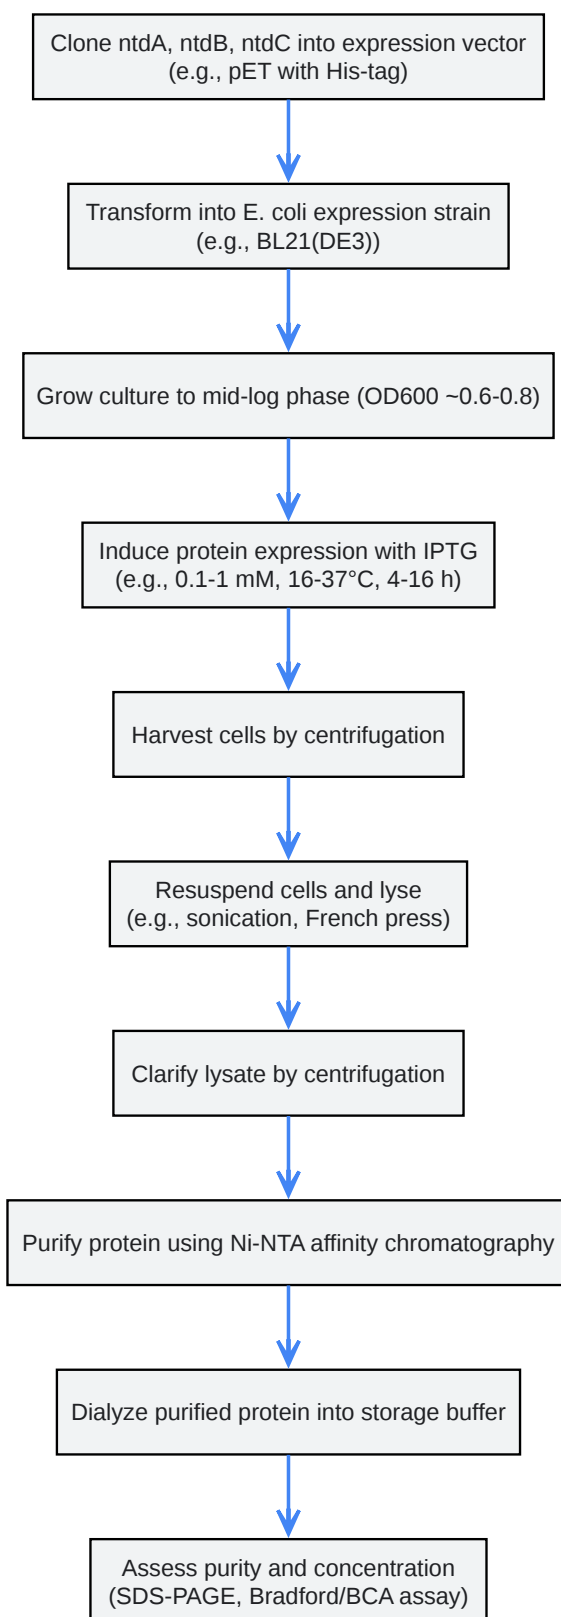 Clone ntdA, ntdB, ntdC into expression vector
(e.g., pET with His-tag)
Transform into E. coli expression strain
(e.g., BL21(DE3))
Grow culture to mid-log phase (OD600 ~0.6-0.8)
Induce protein expression with IPTG
(e.g., 0.1-1 mM, 16-37°C, 4-16 h)
Harvest cells by centrifugation
Resuspend cells and lyse
(e.g., sonication, French press)
Clarify lysate by centrifugation
Purify protein using Ni-NTA affinity chromatography
Dialyze purified protein into storage buffer
Assess purity and concentration
(SDS-PAGE, Bradford/BCA assay)